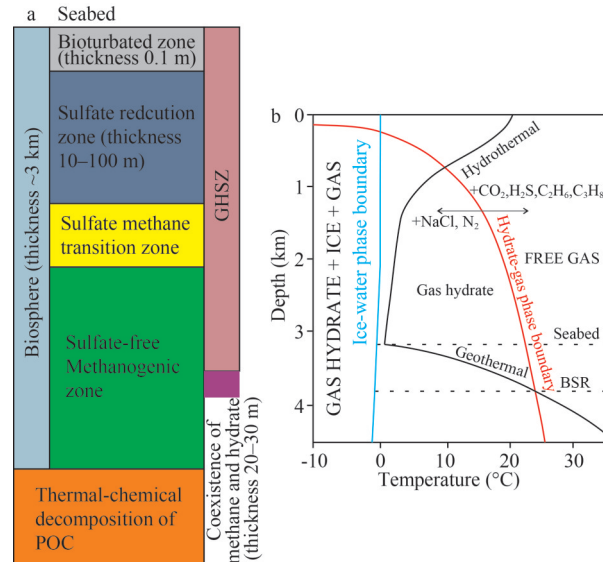 a
Seabed
Bioturbated zone
(thickness 0.1 m)
Sulfate redcution
zone (thickness
10–100 m)
Sulfate methane
transition zone
Sulfate-free
Methanogenic
zone
Thermal-chemical
decomposition of
POC
Biosphere (thickness ~3 km)
GHSZ
Coexistence of
methane and hydrate
(thickness 20–30 m)
b
0
1
2
3
4
Depth (km)
GAS HYDRATE + ICE + GAS
Ice-water phase boundary
Hydrothermal
+CO₂,H₂S,C₂H₆,C₃H₈
+NaCl, N₂
Hydrate-gas phase boundary
FREE GAS
Gas hydrate
Seabed
Geothermal
BSR
-10 0 10 20 30
Temperature (°C)